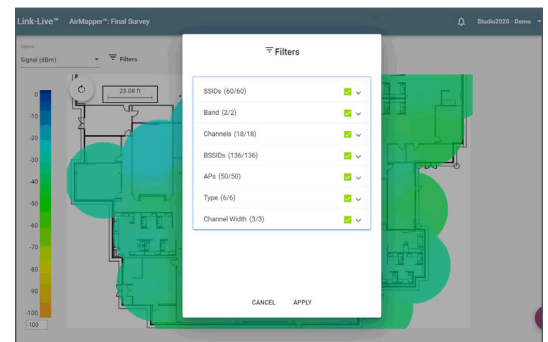 Link-Live™ AirMapper™: Final Survey Studio2020 - Demo
Signal (dBm) Filters
23.08 ft
0
-10
-20
-30
-40
-50
-60
-70
-80
-90
-100
-100
Filters
SSIDs (60/60)
Band (2/2)
Channels (18/18)
BSSIDs (136/136)
APs (50/50)
Type (6/6)
Channel Width (3/3)
CANCEL APPLY